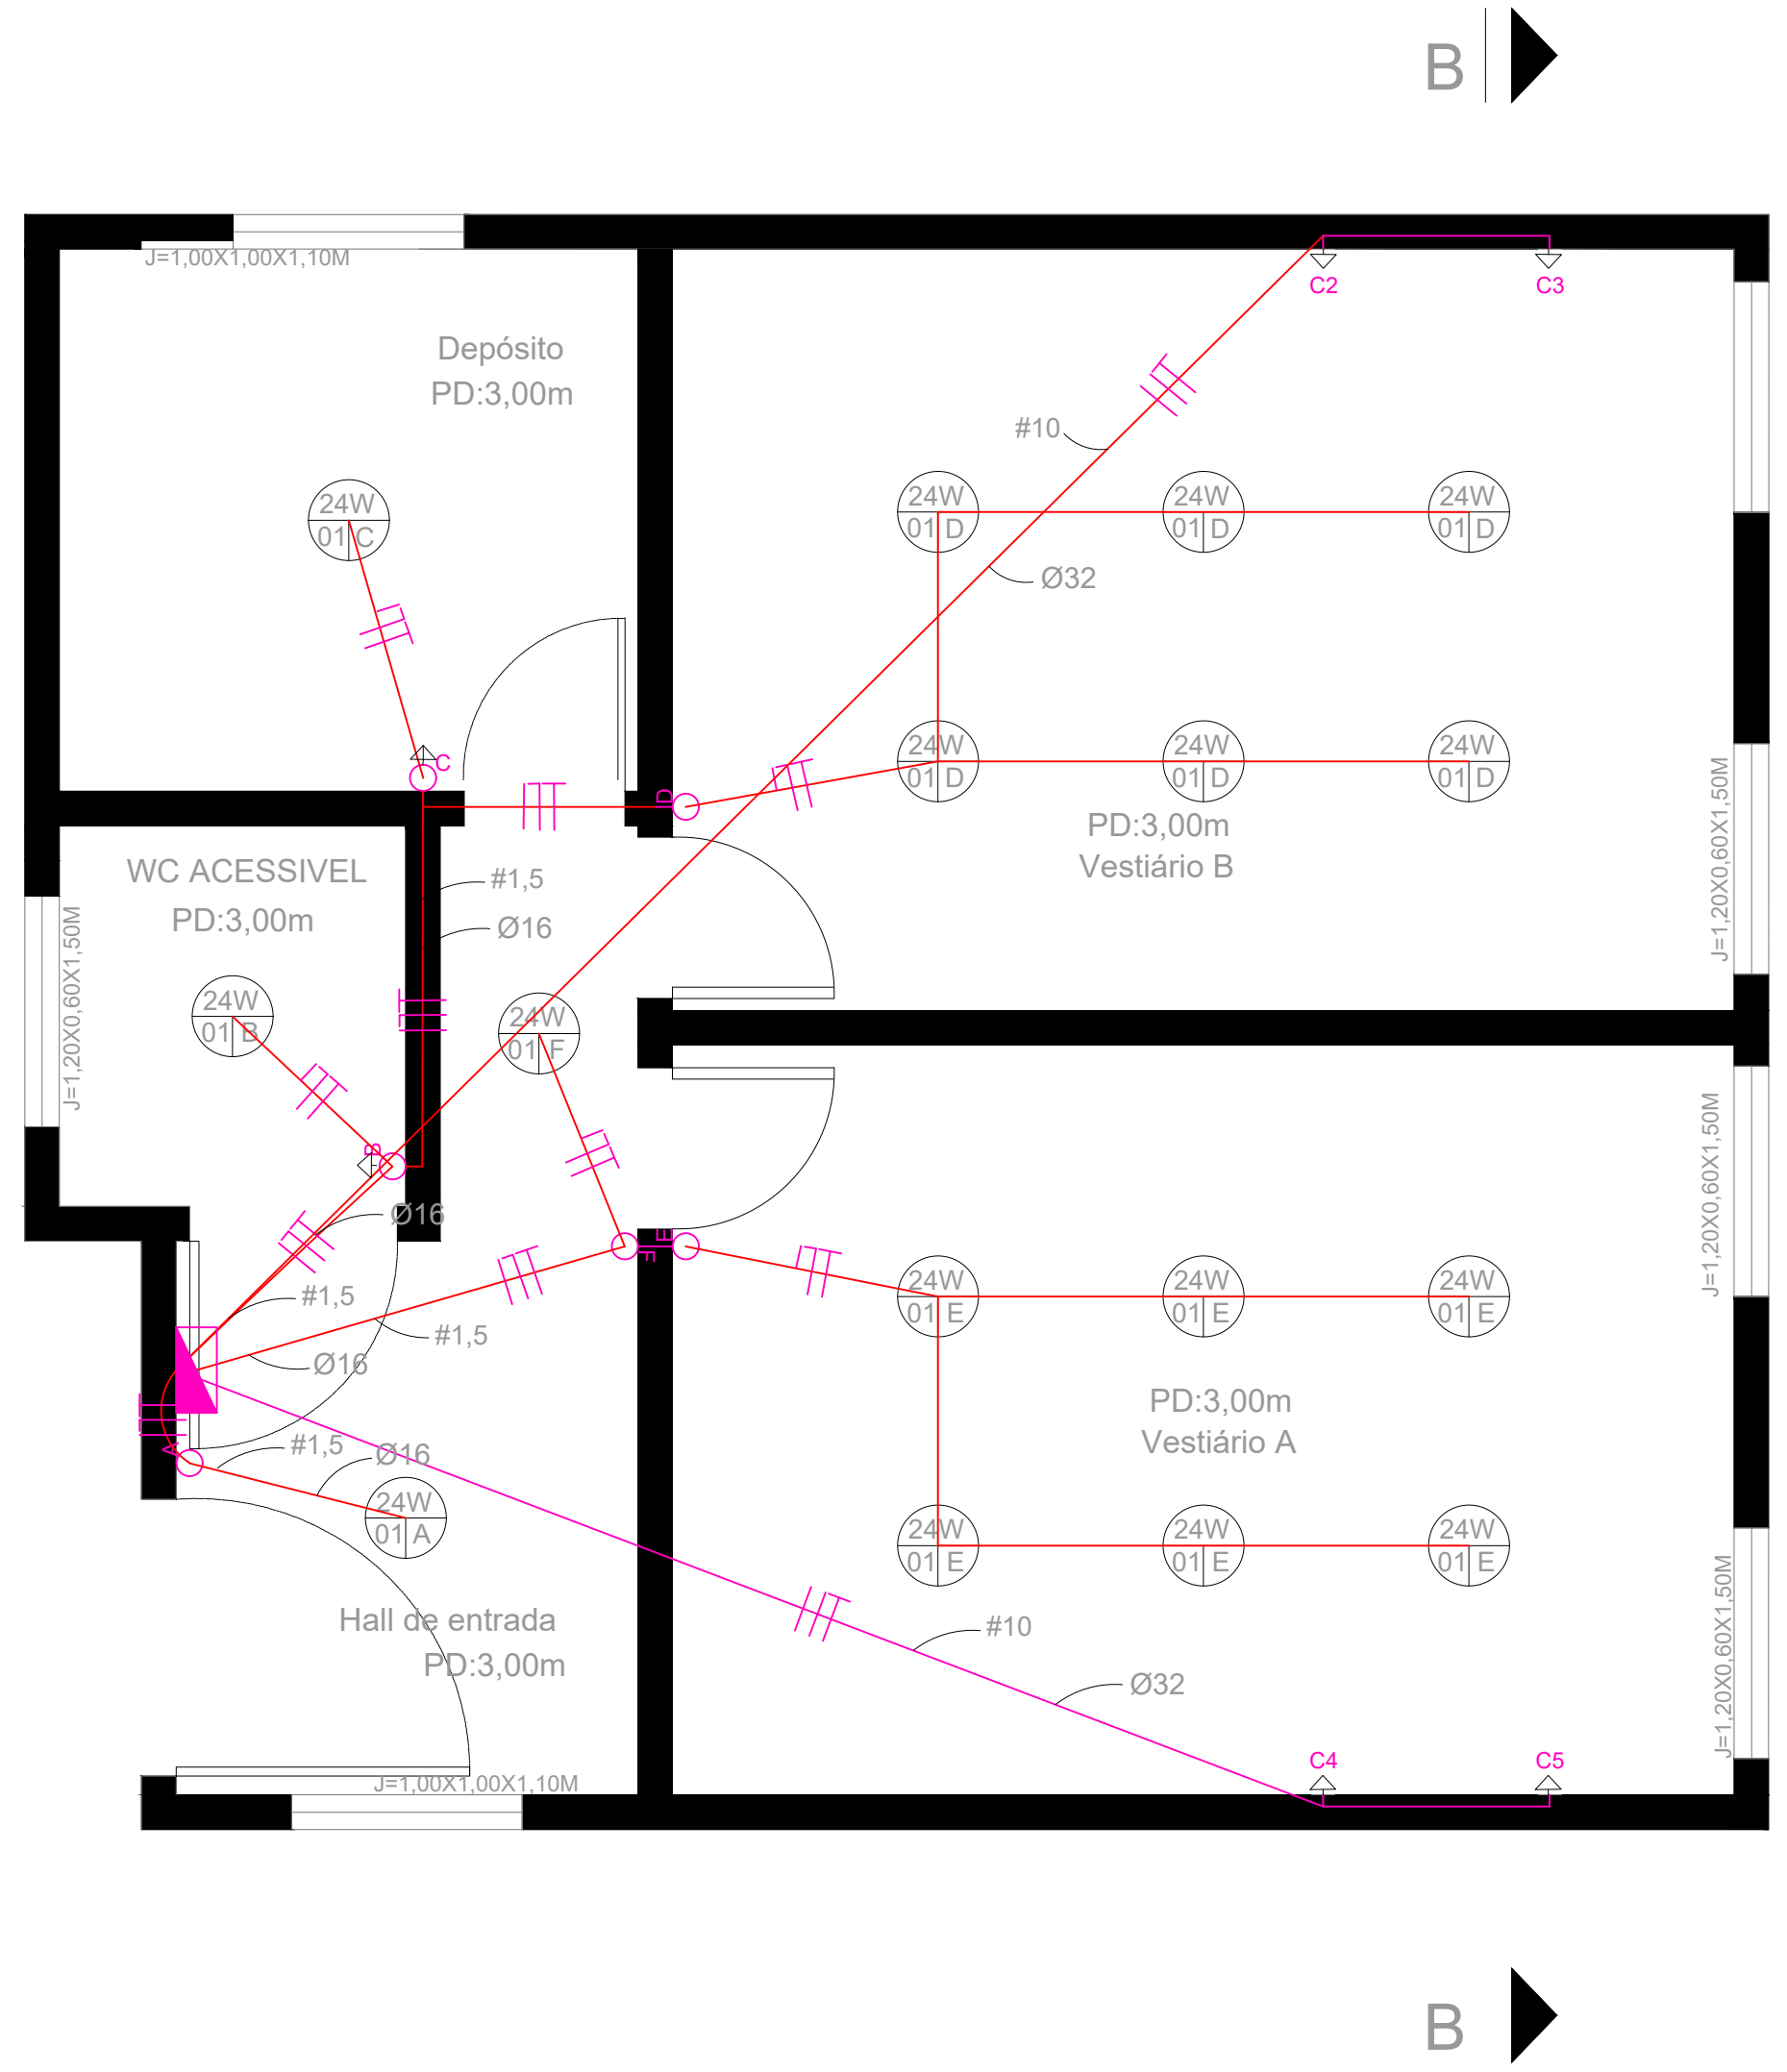 B
J=1,00X1,00X1,10M
C2
C3
Depósito
PD:3,00m
#10
24W
01 C
24W
01 D
24W
01 D
24W
01 D
Ø32
C
D
24W
01 D
24W
01 D
24W
01 D
PD:3,00m
Vestiário B
J=1,20X0,60X1,50M
WC ACESSIVEL
PD:3,00m
#1,5
Ø16
J=1,20X0,60X1,50M
24W
01 B
24W
01 F
B
J=1,20X0,60X1,50M
Ø16
E
F
#1,5
#1,5
Ø16
24W
01 E
24W
01 E
24W
01 E
PD:3,00m
Vestiário A
A
#1,5
Ø16
24W
01 A
24W
01 E
24W
01 E
24W
01 E
Hall de entrada
PD:3,00m
#10
Ø32
J=1,20X0,60X1,50M
C4
C5
J=1,00X1,00X1,10M
B